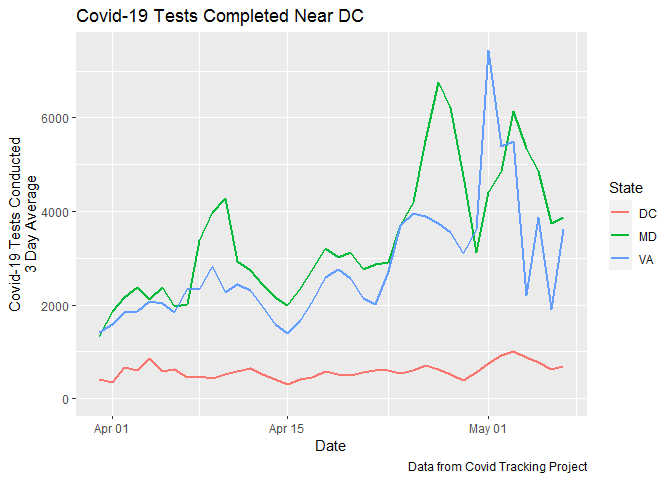 Covid-19 Tests Completed Near DC
Covid-19 Tests Conducted
3 Day Average
6000
4000
2000
0
Apr 01
Apr 15
May 01
Date
State
DC
MD
VA
Data from Covid Tracking Project